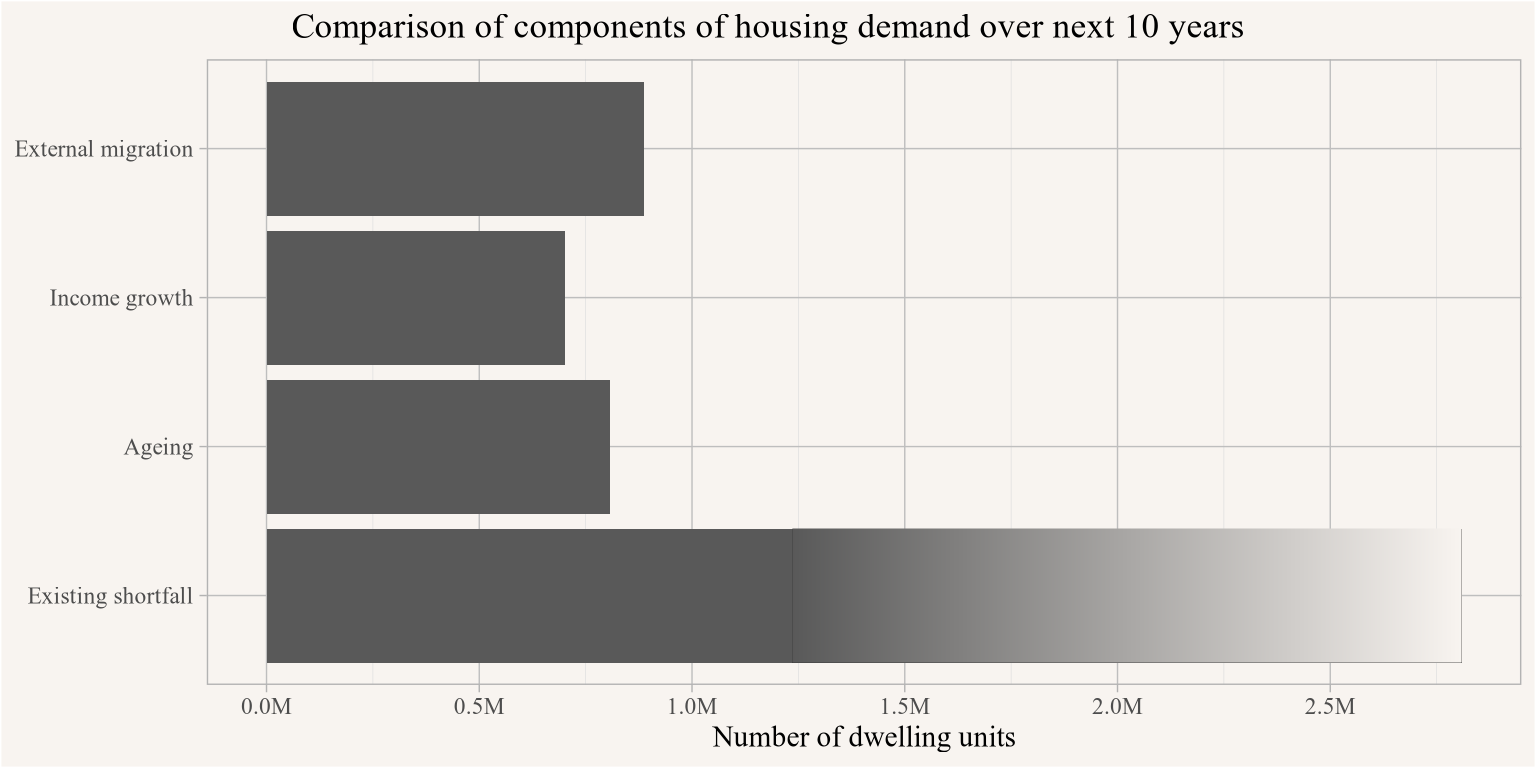 Comparison of components of housing demand over next 10 years
External migration
Income growth
Ageing
Existing shortfall
0.0M 0.5M 1.0M 1.5M 2.0M 2.5M
Number of dwelling units